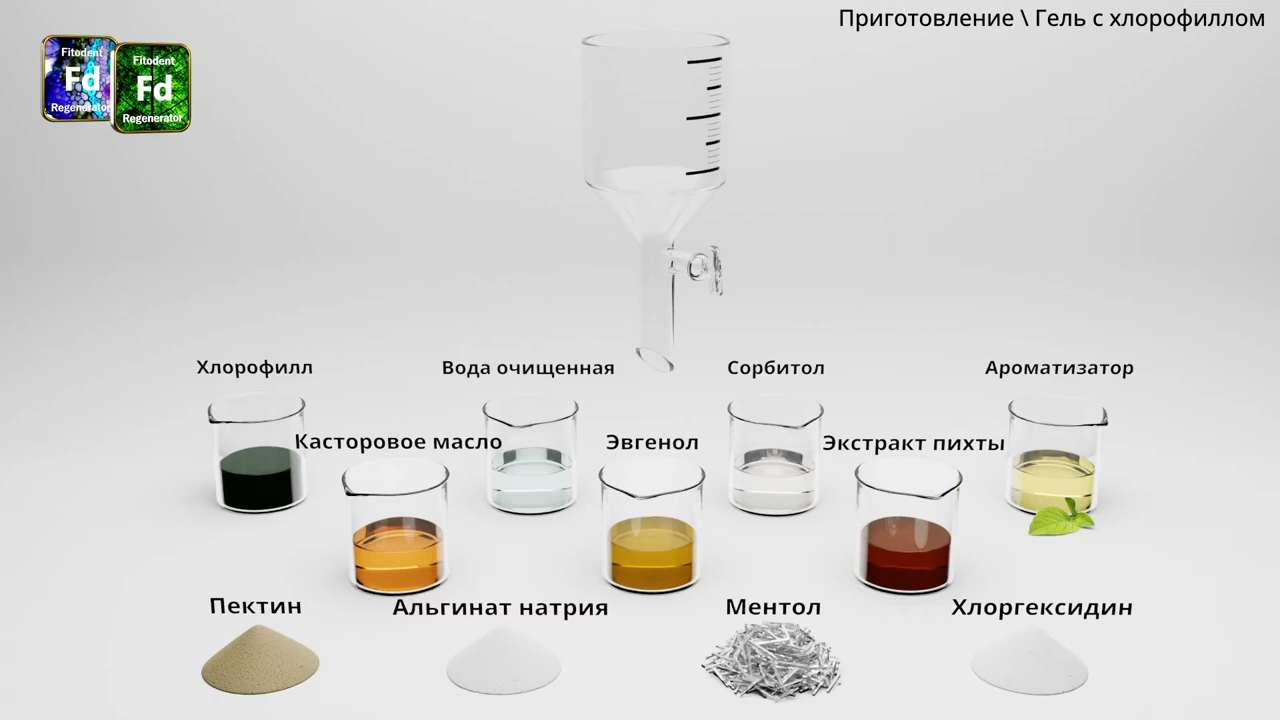 Приготовление \ Гель с хлорофиллом
Fitodent
Fd
Regenerator
Fitodent
Fd
Regenerator
Хлорофилл
Вода очищенная
Сорбитол
Ароматизатор
Касторовое масло
Эвгенол
Экстракт пихты
Пектин
Альгинат натрия
Ментол
Хлоргексидин